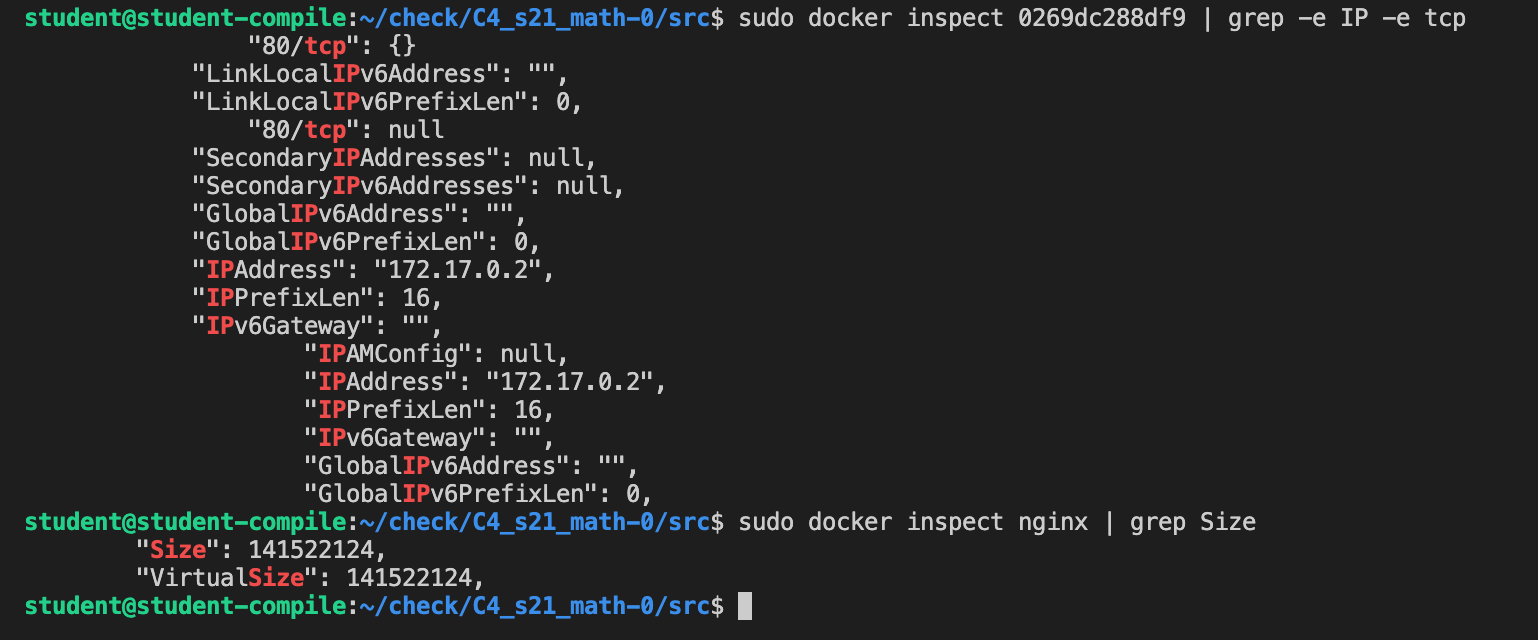 student@student-compile:~/check/C4_s21_math-0/src$ sudo docker inspect 0269dc288df9 | grep -e IP -e tcp
                "80/tcp": {}
            "LinkLocalIPv6Address": "",
            "LinkLocalIPv6PrefixLen": 0,
                "80/tcp": null
            "SecondaryIPAddresses": null,
            "SecondaryIPv6Addresses": null,
            "GlobalIPv6Address": "",
            "GlobalIPv6PrefixLen": 0,
            "IPAddress": "172.17.0.2",
            "IPPrefixLen": 16,
            "IPv6Gateway": "",
                    "IPAMConfig": null,
                    "IPAddress": "172.17.0.2",
                    "IPPrefixLen": 16,
                    "IPv6Gateway": "",
                    "GlobalIPv6Address": "",
                    "GlobalIPv6PrefixLen": 0,
student@student-compile:~/check/C4_s21_math-0/src$ sudo docker inspect nginx | grep Size
        "Size": 141522124,
        "VirtualSize": 141522124,
student@student-compile:~/check/C4_s21_math-0/src$